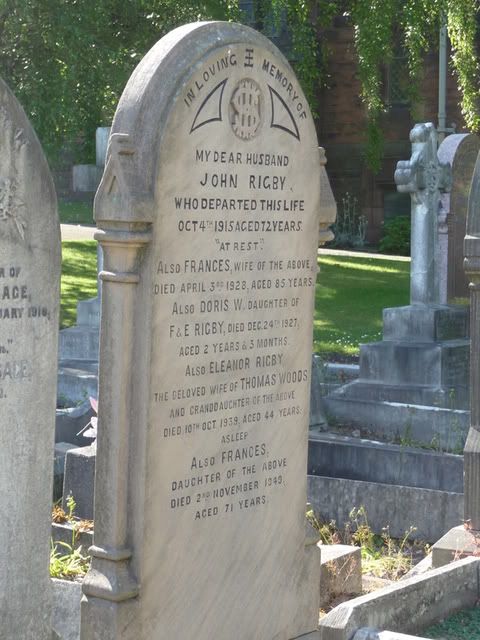 IN LOVING MEMORY OF
IHS
MY DEAR HUSBAND
JOHN RIGBY,
WHO DEPARTED THIS LIFE
OCT 4TH 1915 AGED 72 YEARS.
"AT REST"
ALSO FRANCES, WIFE OF THE ABOVE,
DIED APRIL 3RD 1928, AGED 85 YEARS.
ALSO DORIS W. DAUGHTER OF
F & E RIGBY, DIED DEC. 24TH 1927,
AGED 2 YEARS & 3 MONTHS.
ALSO ELEANOR RIGBY,
THE BELOVED WIFE OF THOMAS WOODS
AND GRANDDAUGHTER OF THE ABOVE
DIED 10TH OCT 1939, AGED 44 YEARS.
ASLEEP
ALSO FRANCES,
DAUGHTER OF THE ABOVE
DIED 2ND NOVEMBER 1949,
AGED 71 YEARS.